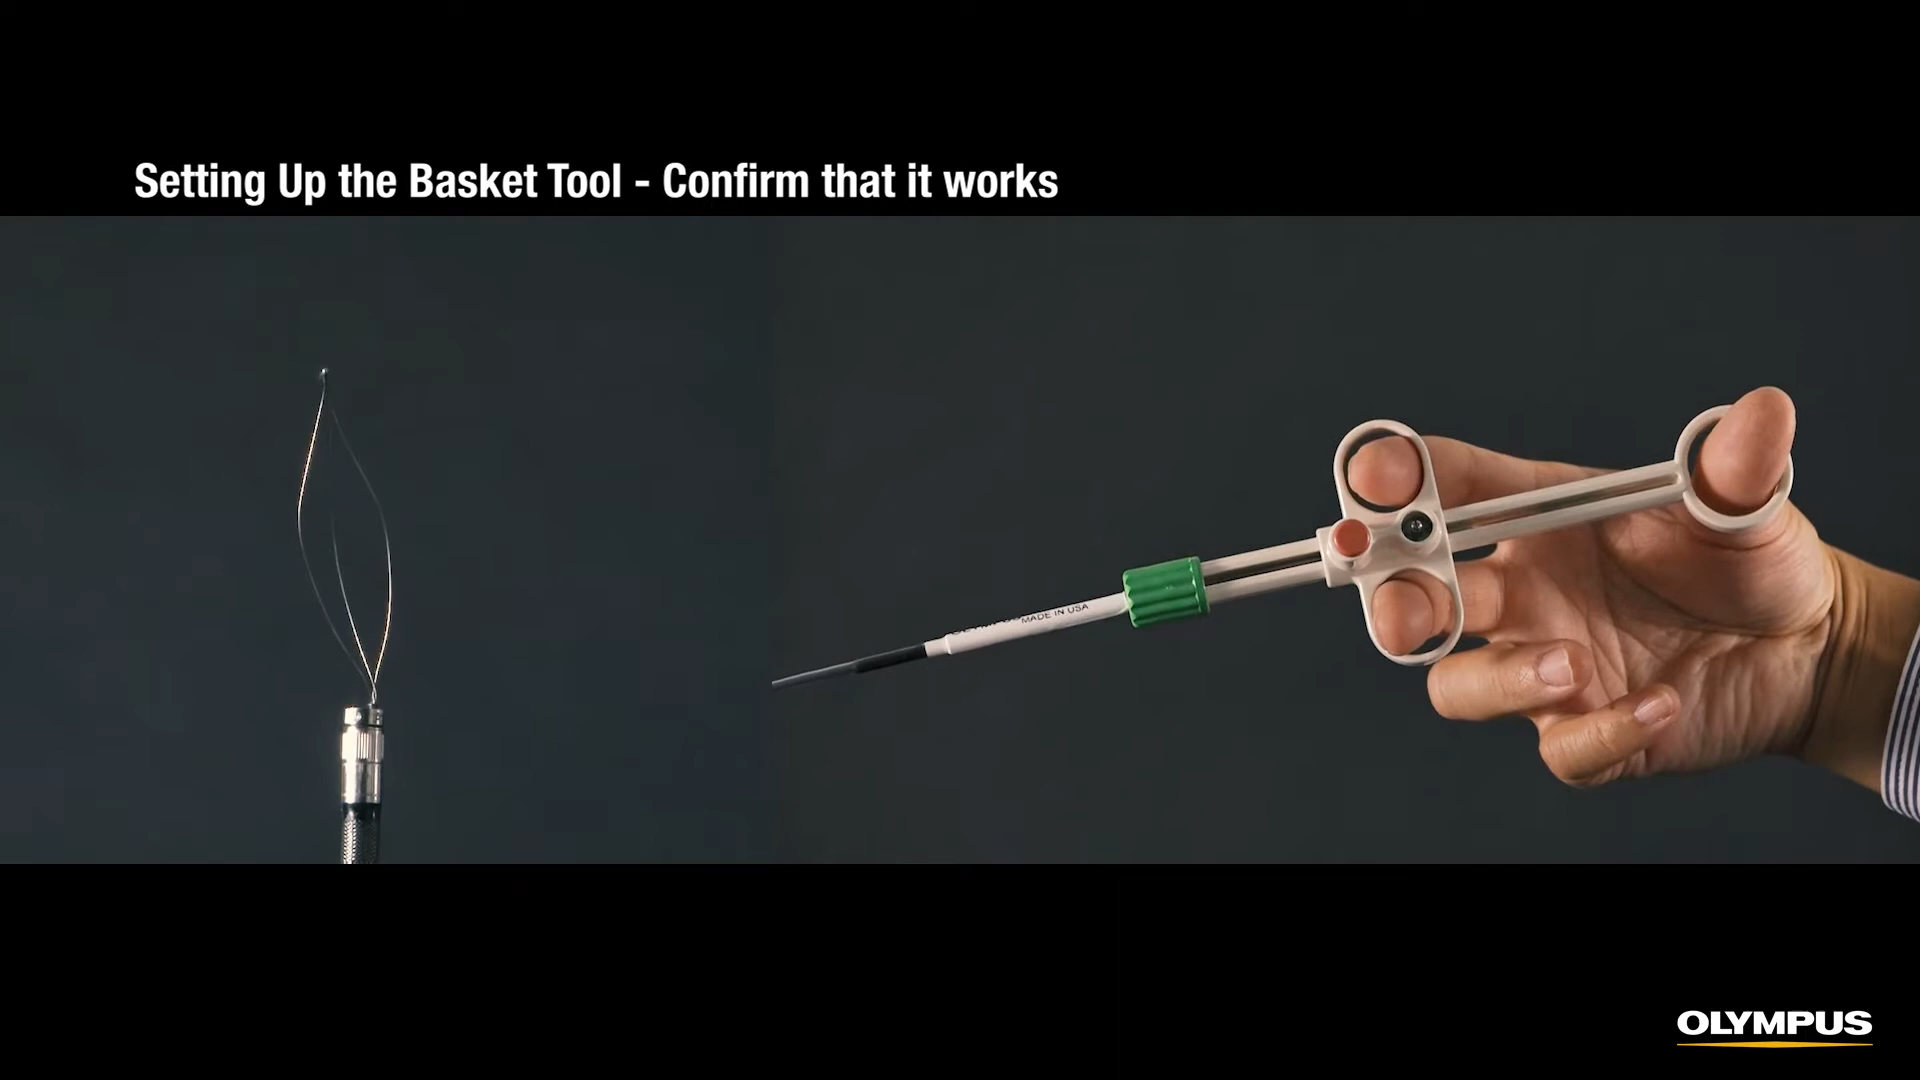 Setting Up the Basket Tool - Confirm that it works
MADE IN USA
OLYMPUS